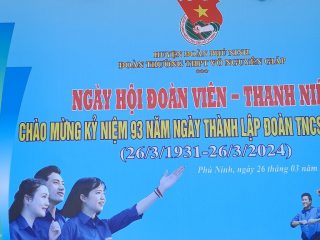 HUYỆN ĐOÀN PHÚ NINH
ĐOÀN TRƯỜNG THPT VÕ NGUYÊN GIÁP
***
NGÀY HỘI ĐOÀN VIÊN - THANH NIÊ
CHÀO MỪNG KỶ NIỆM 93 NĂM NGÀY THÀNH LẬP ĐOÀN TNCS
(26/3/1931-26/3/2024)
Phú Ninh, ngày 26 tháng 03 năm